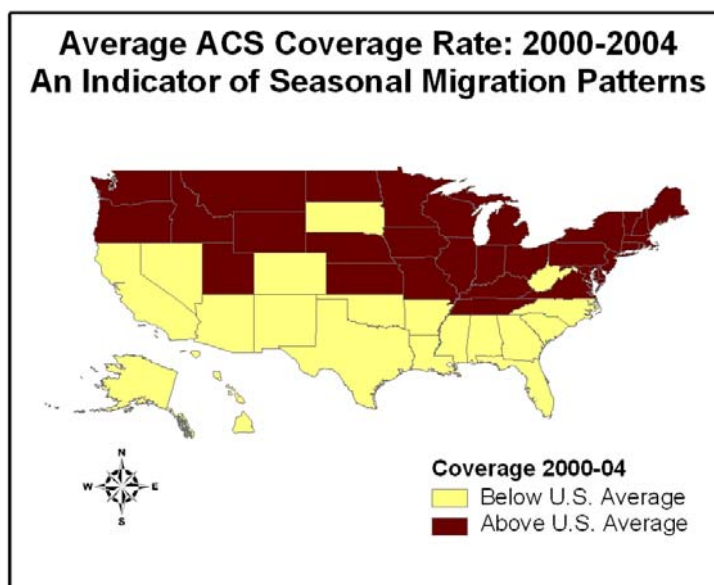 Average ACS Coverage Rate: 2000-2004
An Indicator of Seasonal Migration Patterns
N
W E
S
Coverage 2000-04
Below U.S. Average
Above U.S. Average